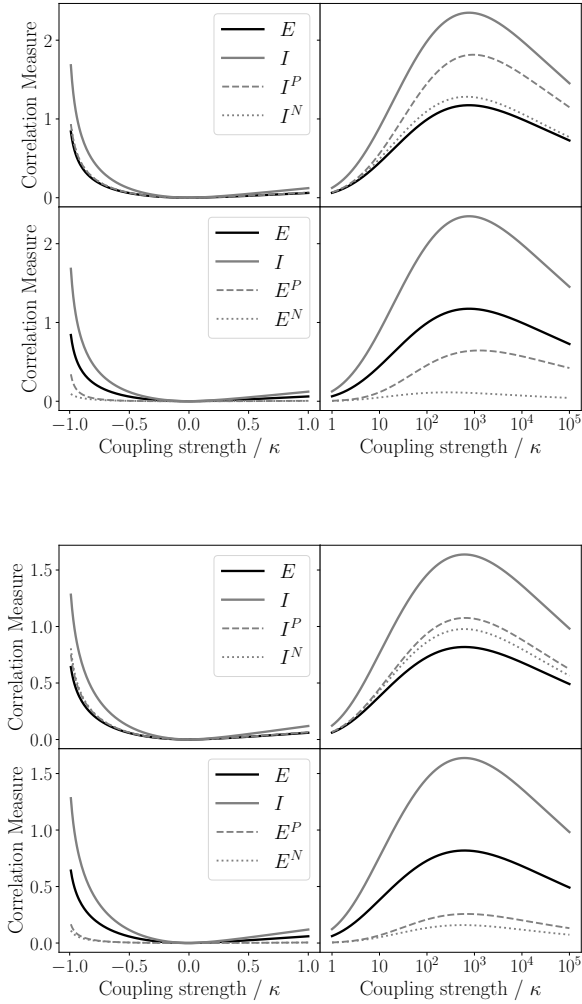 Correlation Measure
2
1
0
E
I
I^P
I^N
Correlation Measure
2
1
0
E
I
E^P
E^N
−1.0 −0.5 0.0 0.5 1.0
1 10 10^2 10^3 10^4 10^5
Coupling strength / κ
Coupling strength / κ
Correlation Measure
1.5
1.0
0.5
0.0
E
I
I^P
I^N
Correlation Measure
1.5
1.0
0.5
0.0
E
I
E^P
E^N
−1.0 −0.5 0.0 0.5 1.0
1 10 10^2 10^3 10^4 10^5
Coupling strength / κ
Coupling strength / κ